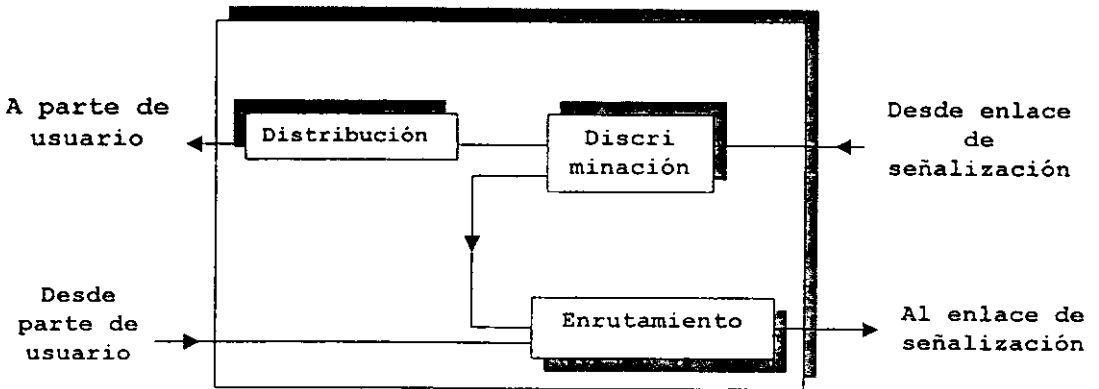 A parte de
usuario
Distribución
Discri
minación
Desde enlace
de
señalización
Desde
parte de
usuario
Enrutamiento
Al enlace de
señalización